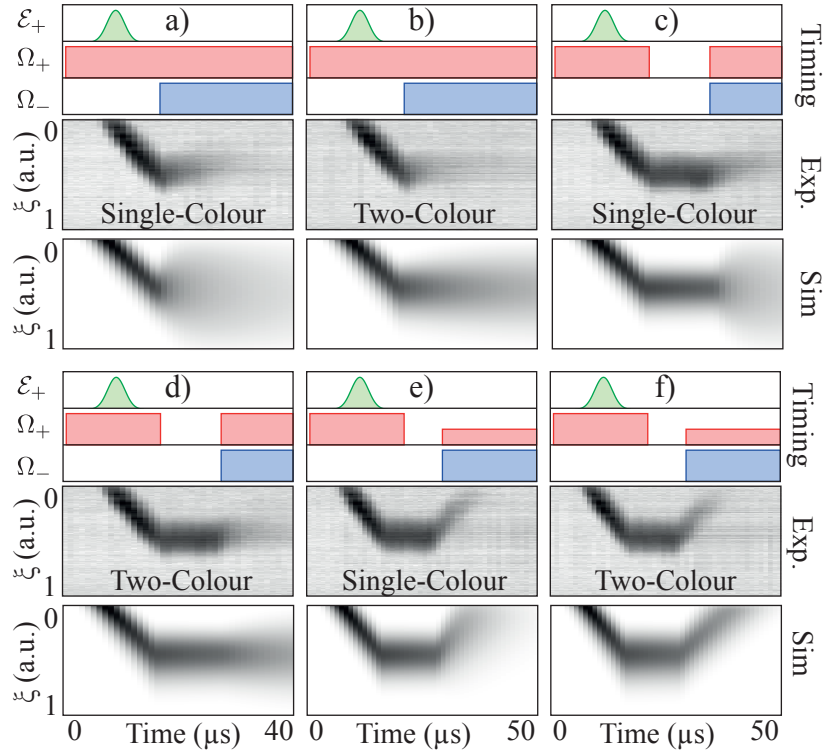 ℰ₊ a) b) c)
Ω₊
Ω₋
Timing
ξ (a.u.) 0 1
Single-Colour Two-Colour Single-Colour
Exp.
ξ (a.u.) 0 1
Sim
ℰ₊ d) e) f)
Ω₊
Ω₋
Timing
ξ (a.u.) 0 1
Two-Colour Single-Colour Two-Colour
Exp.
ξ (a.u.) 0 1
Sim
0 Time (µs) 40 0 Time (µs) 50 0 Time (µs) 50